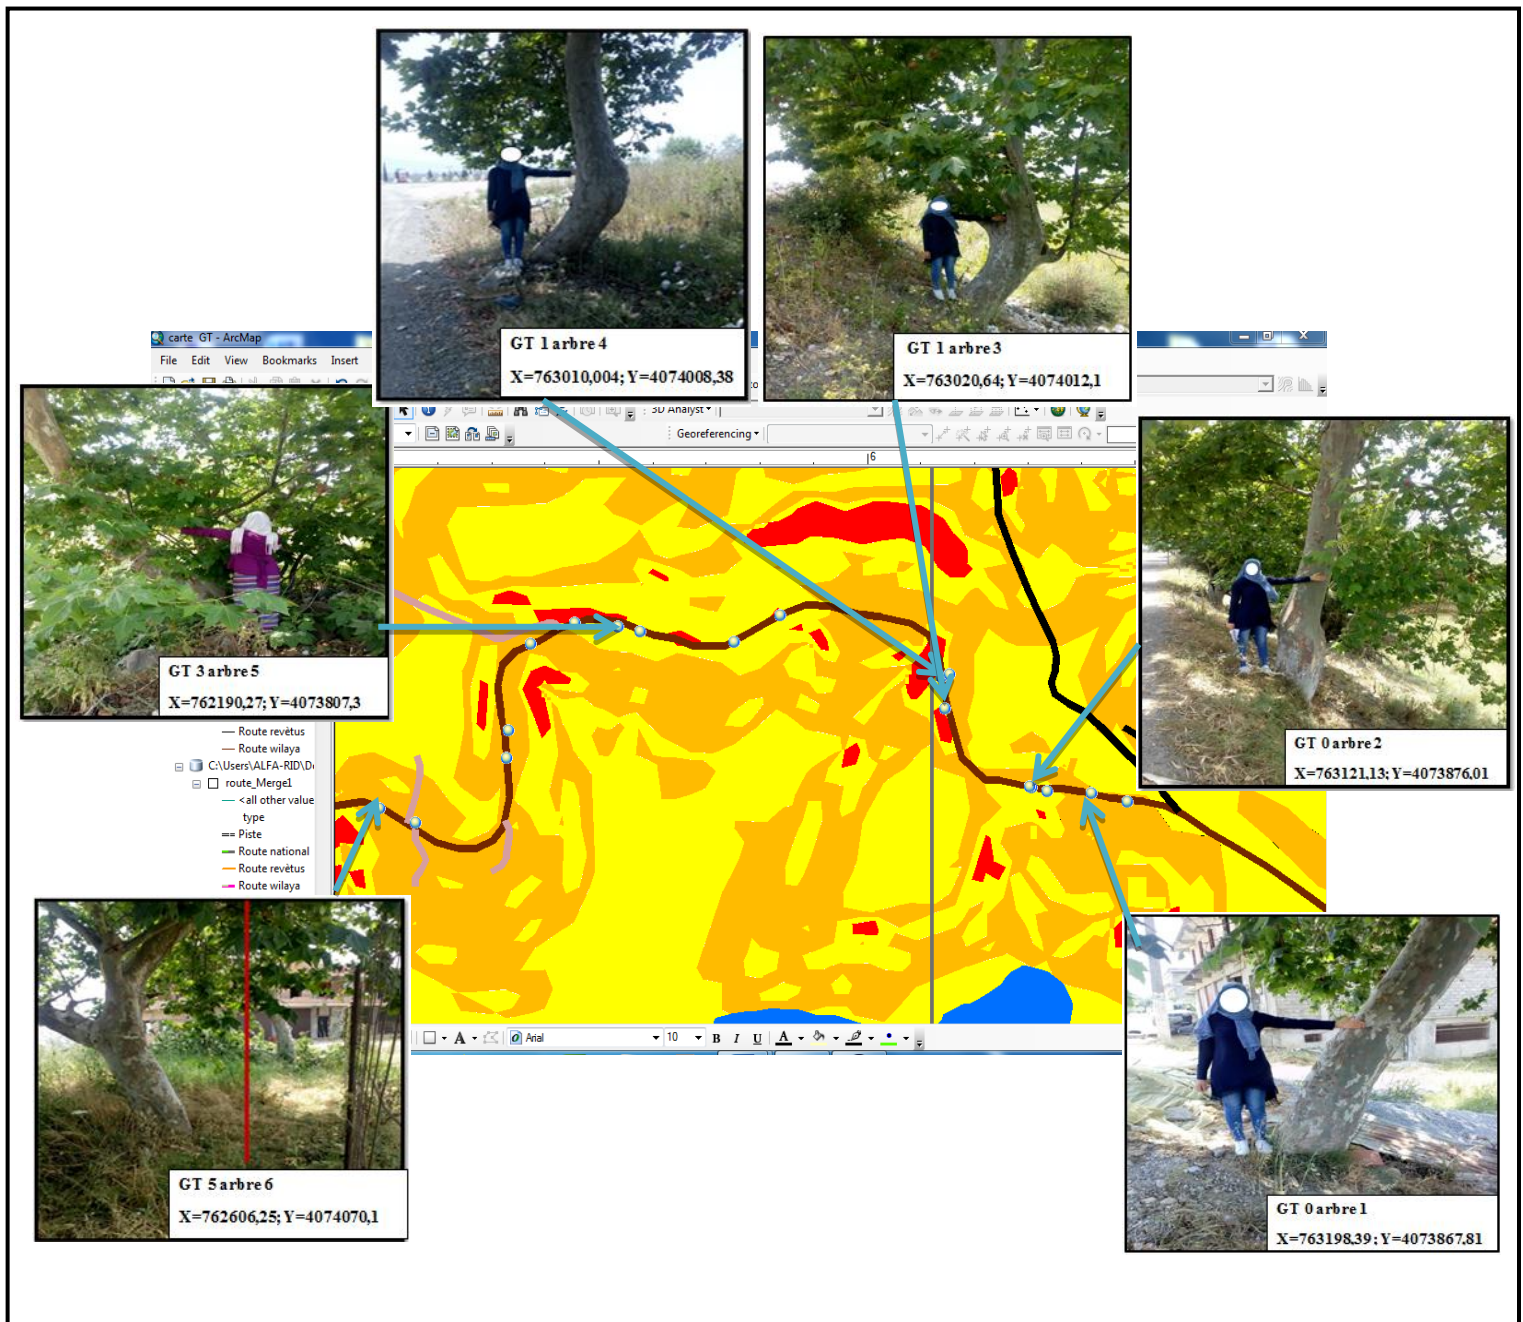 GT 1 arbre 4
X=763010,004; Y=4074008,38
GT 1 arbre 3
X=763020,64; Y=4074012,1
carte GT - ArcMap
File Edit View Bookmarks Insert
3D Analyst
Georeferencing
6
GT 3 arbre 5
X=762190,27; Y=4073807,3
GT 0 arbre 2
X=763121,13; Y=4073876,01
Route revètus
Route wilaya
C:\Users\ALFA-RID\D
route_Merge1
<all other value
type
Piste
Route national
Route revètus
Route wilaya
Arial 10 B I U A
GT 5 arbre 6
X=762606,25; Y=4074070,1
GT 0 arbre 1
X=763198,39; Y=4073867,81